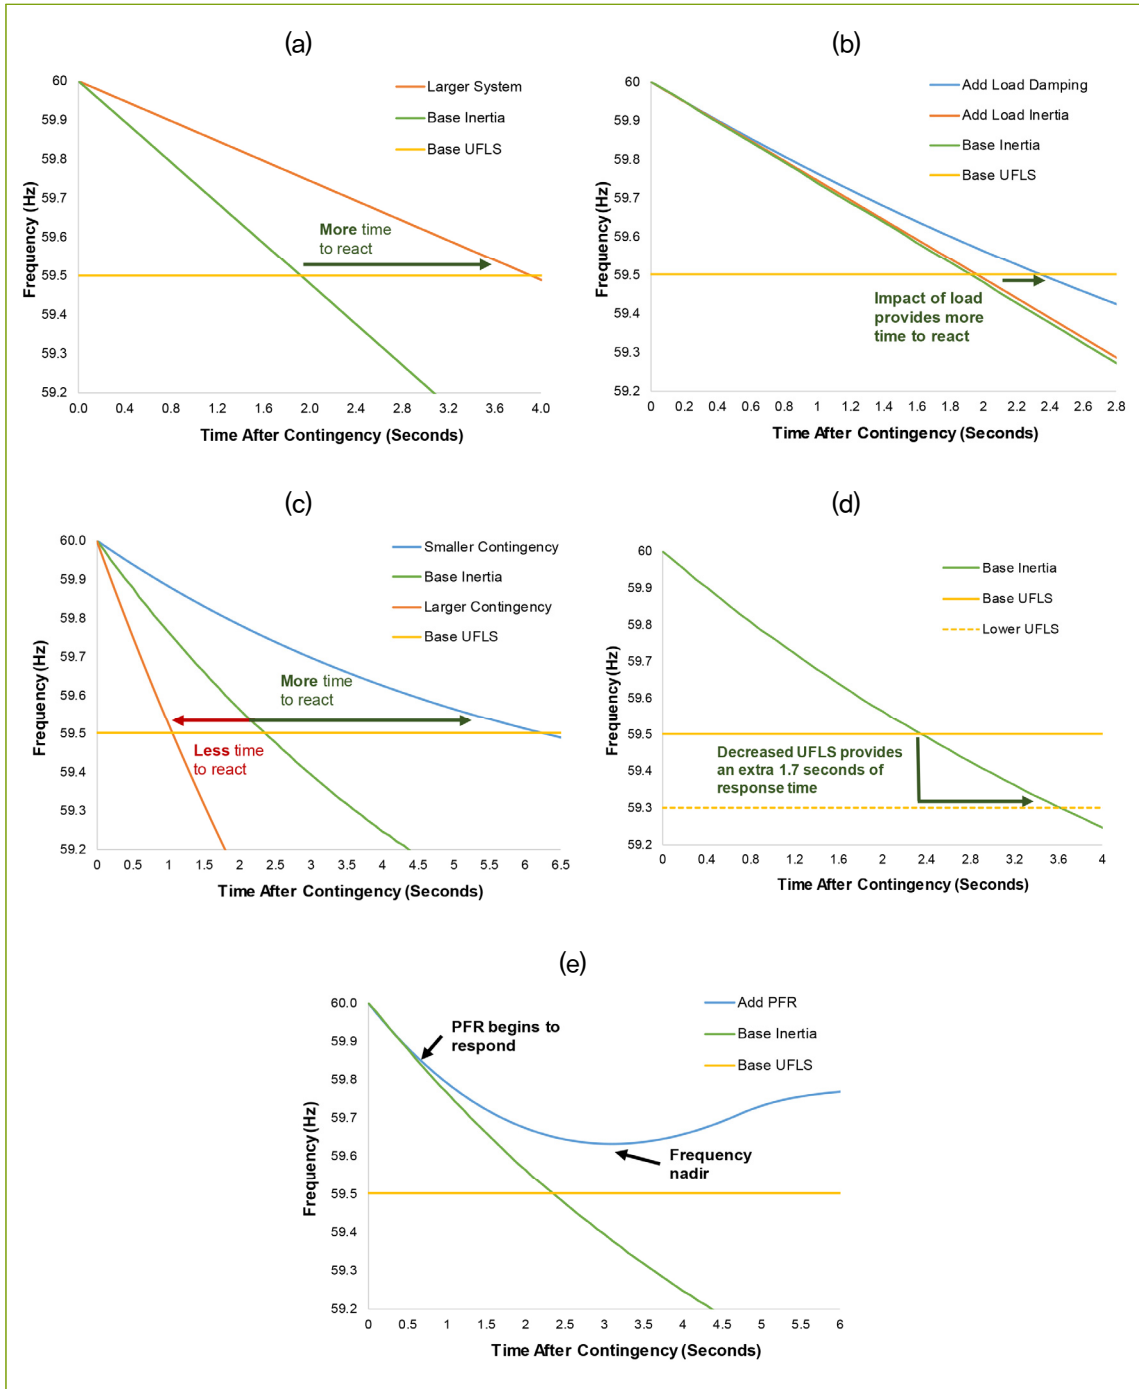 (a)
Frequency (Hz)
60
59.9
59.8
59.7
59.6
59.5
59.4
59.3
59.2
Larger System
Base Inertia
Base UFLS
More time
to react
0.0 0.4 0.8 1.2 1.6 2.0 2.4 2.8 3.2 3.6 4.0
Time After Contingency (Seconds)
(b)
Frequency (Hz)
60
59.9
59.8
59.7
59.6
59.5
59.4
59.3
59.2
Add Load Damping
Add Load Inertia
Base Inertia
Base UFLS
Impact of load
provides more
time to react
0 0.2 0.4 0.6 0.8 1 1.2 1.4 1.6 1.8 2 2.2 2.4 2.6 2.8
Time After Contingency (Seconds)
(c)
Frequency (Hz)
60.0
59.9
59.8
59.7
59.6
59.5
59.4
59.3
59.2
Smaller Contingency
Base Inertia
Larger Contingency
Base UFLS
More time
to react
Less time
to react
0 0.5 1 1.5 2 2.5 3 3.5 4 4.5 5 5.5 6 6.5
Time After Contingency (Seconds)
(d)
Frequency (Hz)
60
59.9
59.8
59.7
59.6
59.5
59.4
59.3
59.2
Base Inertia
Base UFLS
Lower UFLS
Decreased UFLS provides
an extra 1.7 seconds of
response time
0 0.4 0.8 1.2 1.6 2 2.4 2.8 3.2 3.6 4
Time After Contingency (Seconds)
(e)
Frequency (Hz)
60.0
59.9
59.8
59.7
59.6
59.5
59.4
59.3
59.2
Add PFR
Base Inertia
Base UFLS
PFR begins to
respond
Frequency
nadir
0 0.5 1 1.5 2 2.5 3 3.5 4 4.5 5 5.5 6
Time After Contingency (Seconds)